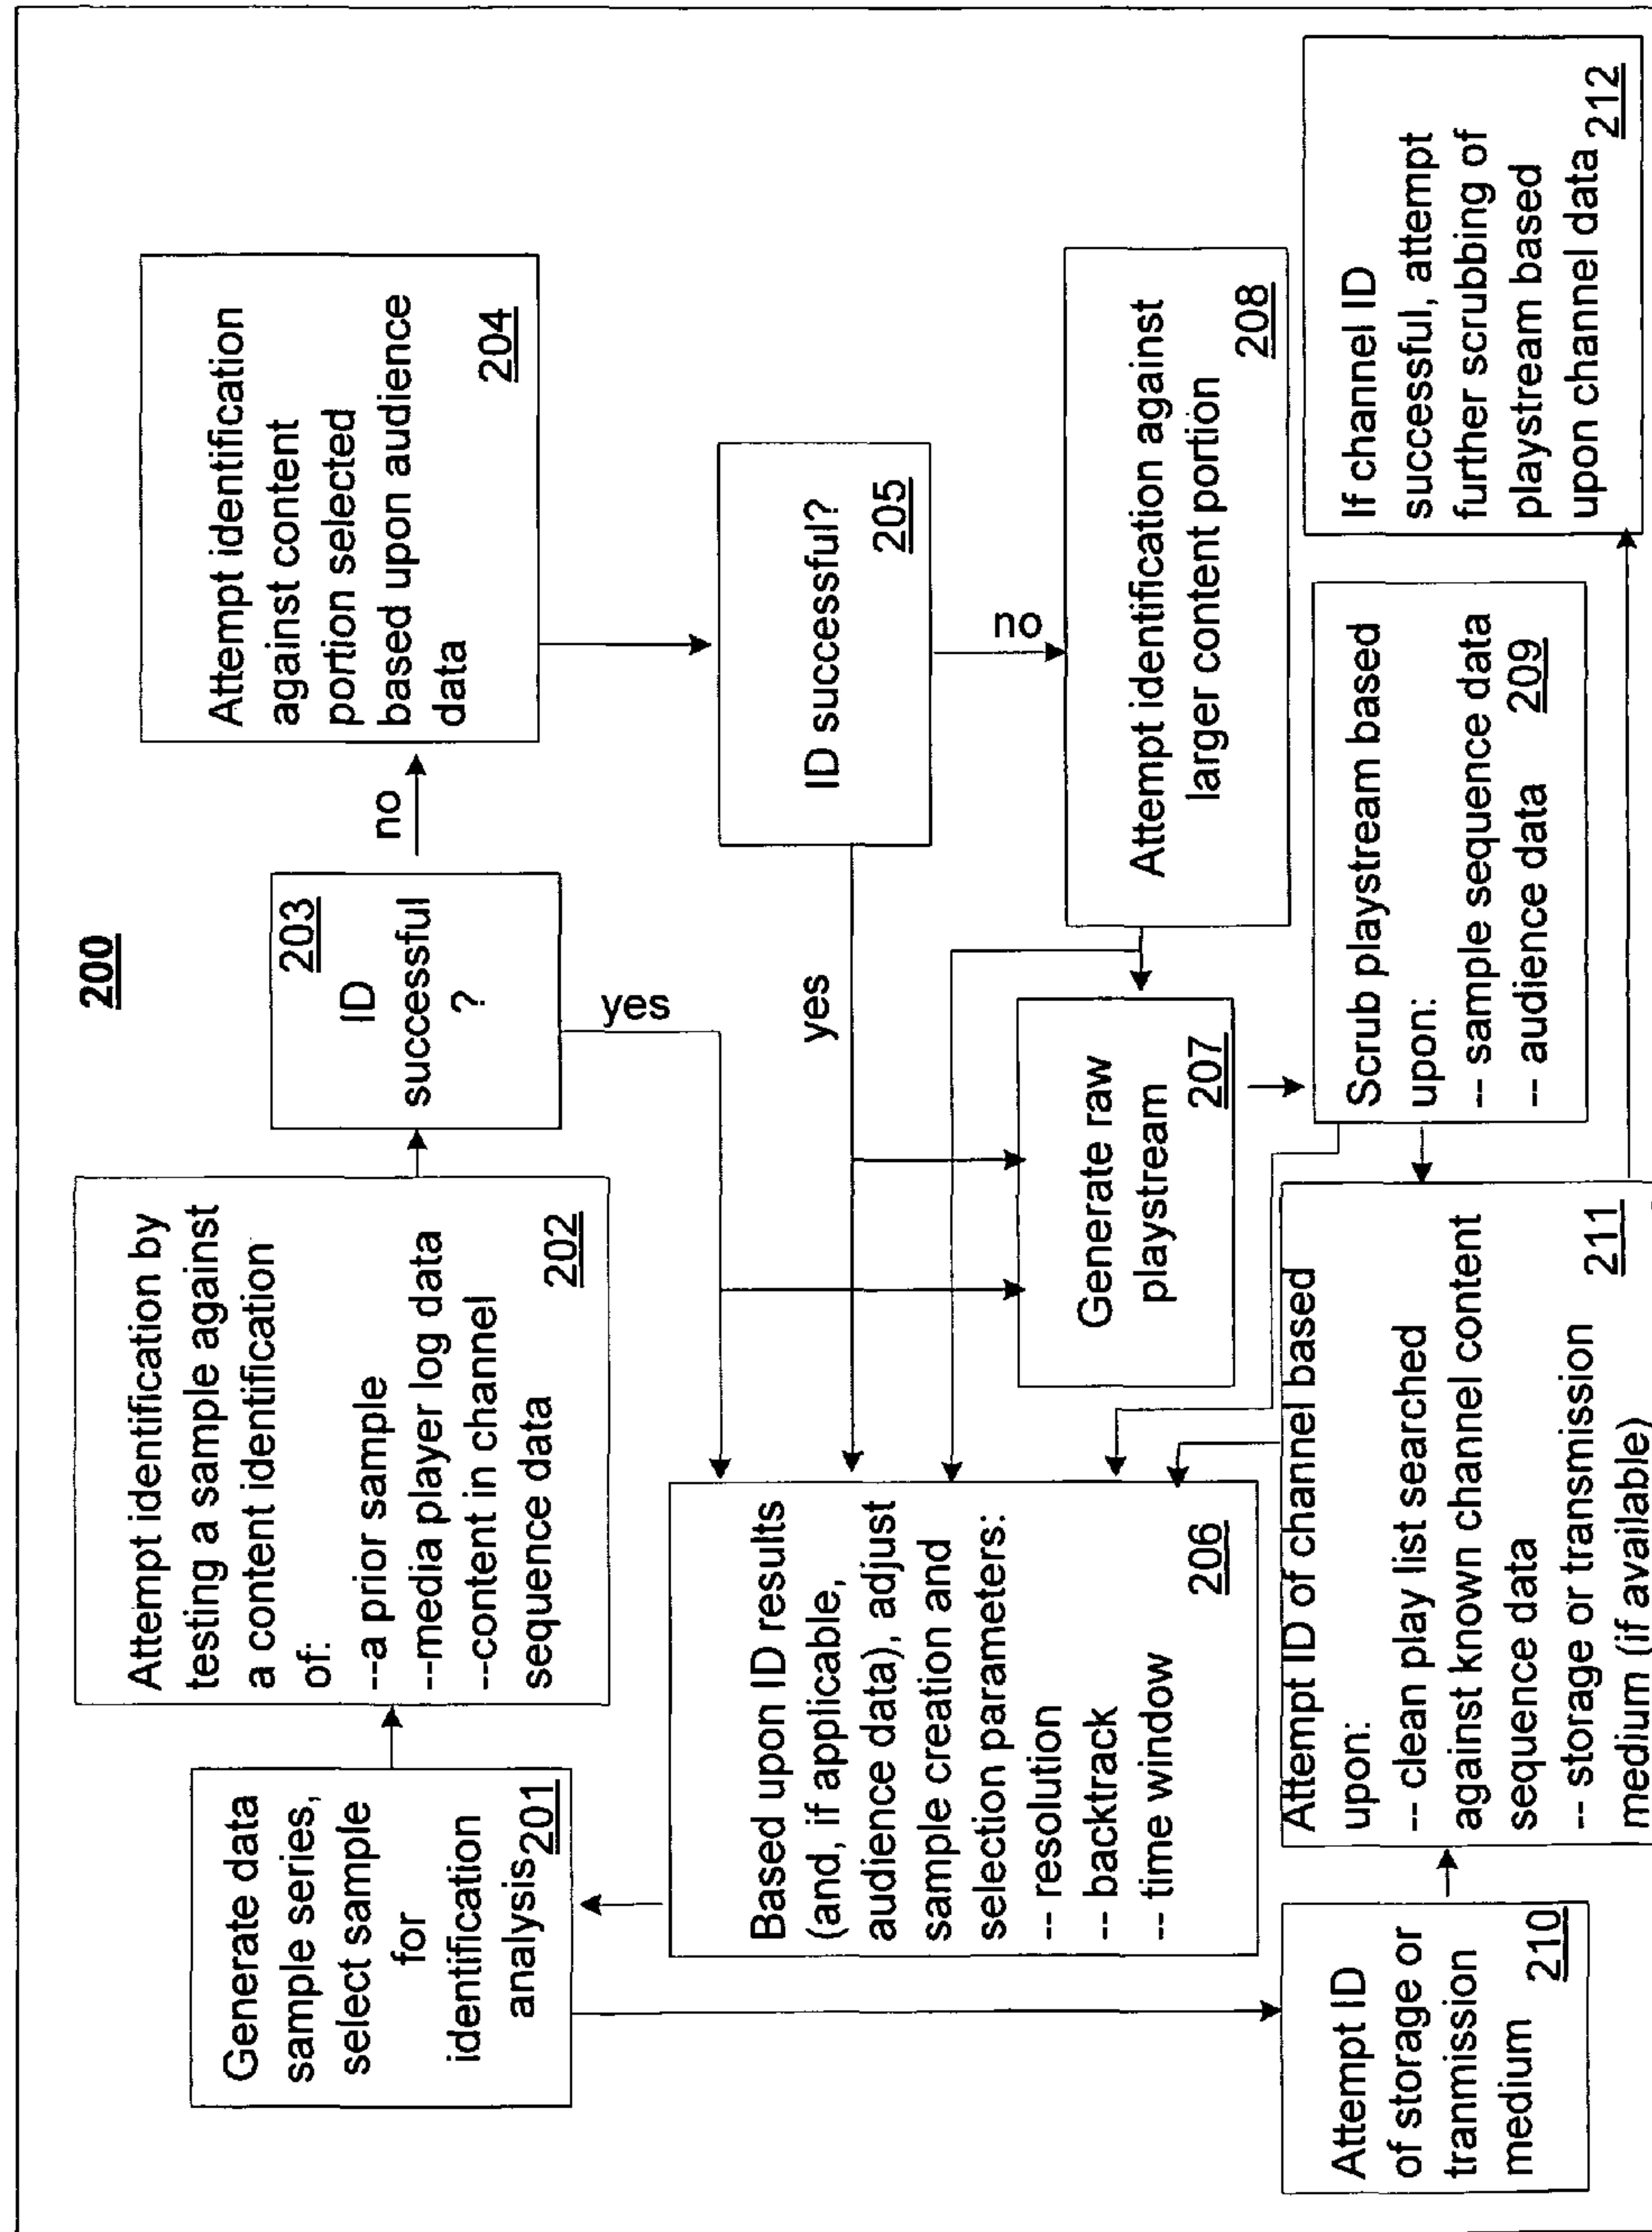 200
Generate data
sample series,
select sample
for
identification
analysis 201
Attempt identification by
testing a sample against
a content identification
of:
--a prior sample
--media player log data
--content in channel
sequence data
202
203
ID
successful
?
no
yes
Attempt identification
against content
portion selected
based upon audience
data
204
ID successful?
205
yes
no
Based upon ID results
(and, if applicable,
audience data), adjust
sample creation and
selection parameters:
-- resolution
-- backtrack
-- time window
206
Generate raw
playstream
207
Attempt identification against
larger content portion
208
Scrub playstream based
upon:
-- sample sequence data
-- audience data 209
Attempt ID
of storage or
tranmission
medium 210
Attempt ID of channel based
upon:
-- clean play list searched
against known channel content
sequence data
-- storage or transmission
medium (if available)
211
If channel ID
successful, attempt
further scrubbing of
playstream based
upon channel data 212